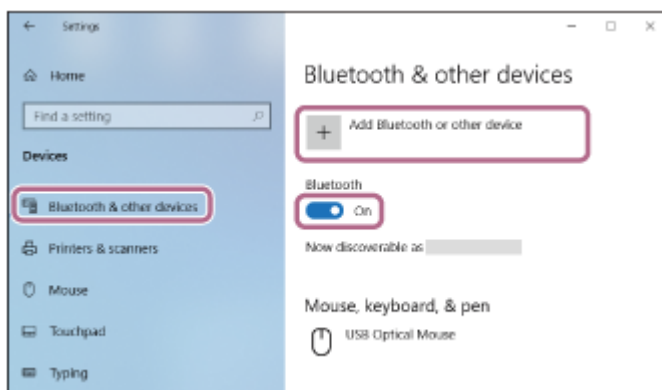 Settings
Home
Find a setting
Devices
Bluetooth & other devices
Printers & scanners
Mouse
Touchpad
Typing
Bluetooth & other devices
Add Bluetooth or other device
Bluetooth
On
Now discoverable as
Mouse, keyboard, & pen
USB Optical Mouse